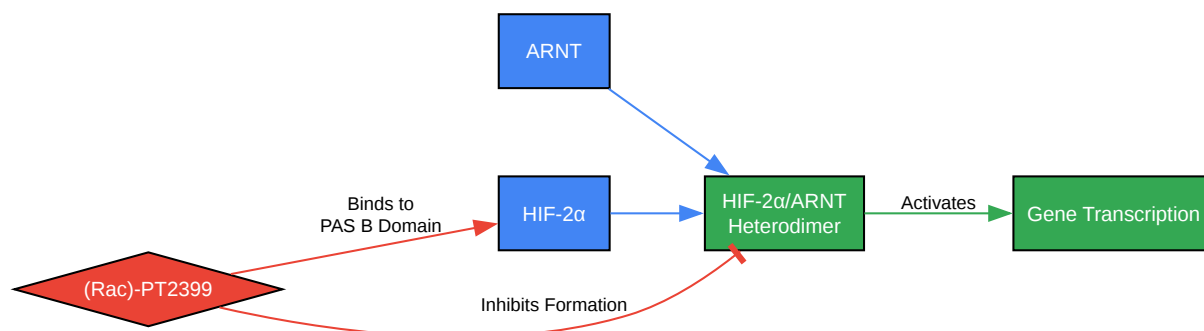 ARNT
Binds to
PAS B Domain
HIF-2α
HIF-2α/ARNT
Heterodimer
Activates
Gene Transcription
(Rac)-PT2399
Inhibits Formation